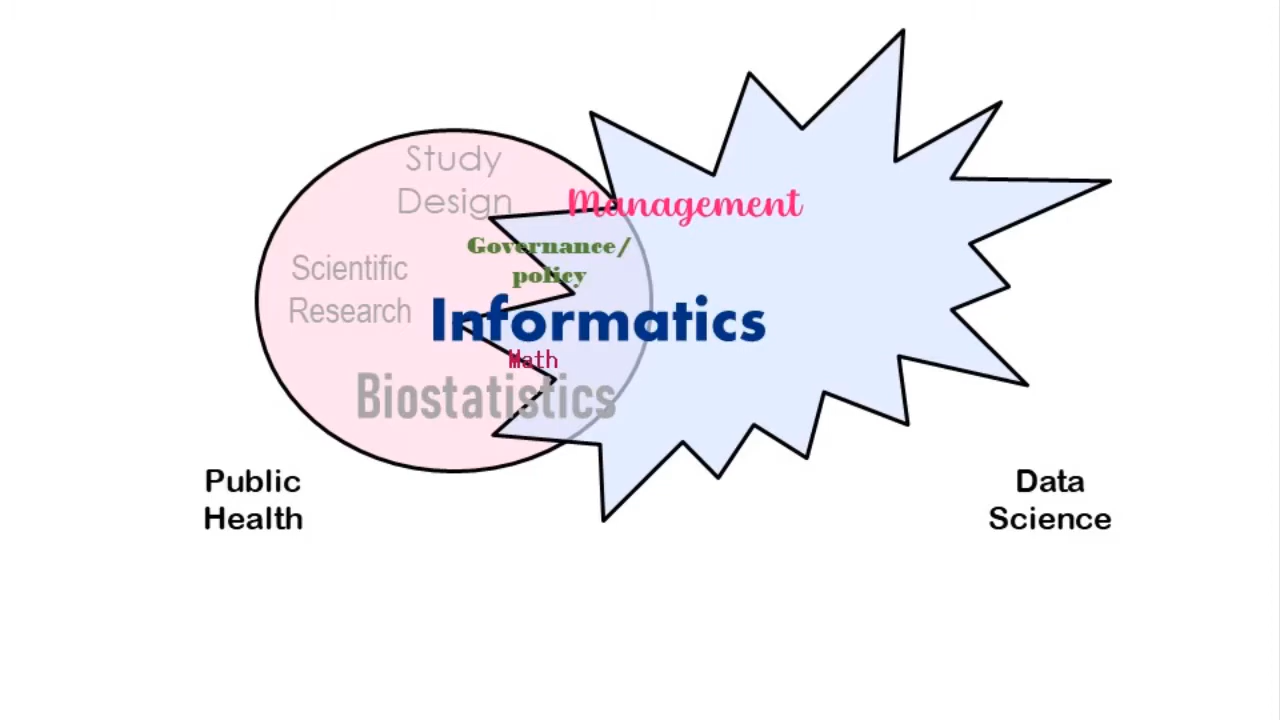 Study
Design
Management
Governance/
policy
Scientific
Research
Informatics
Math
Biostatistics
Public
Health
Data
Science